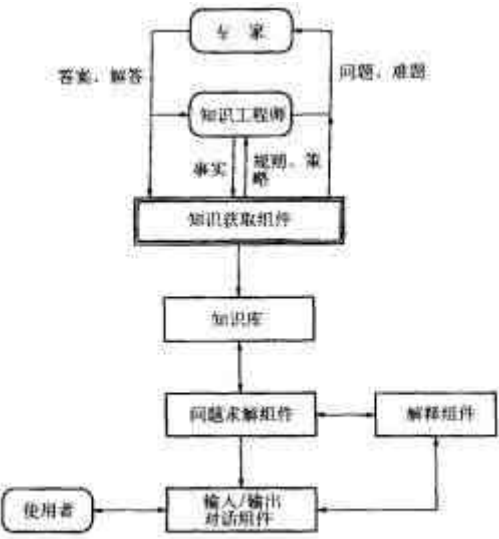 专 家
答案、解答
问题、难题
知识工程师
事实
规则、策
略
知识获取组件
知识库
问题求解组件
解释组件
使用者
输入/输出
对话组件